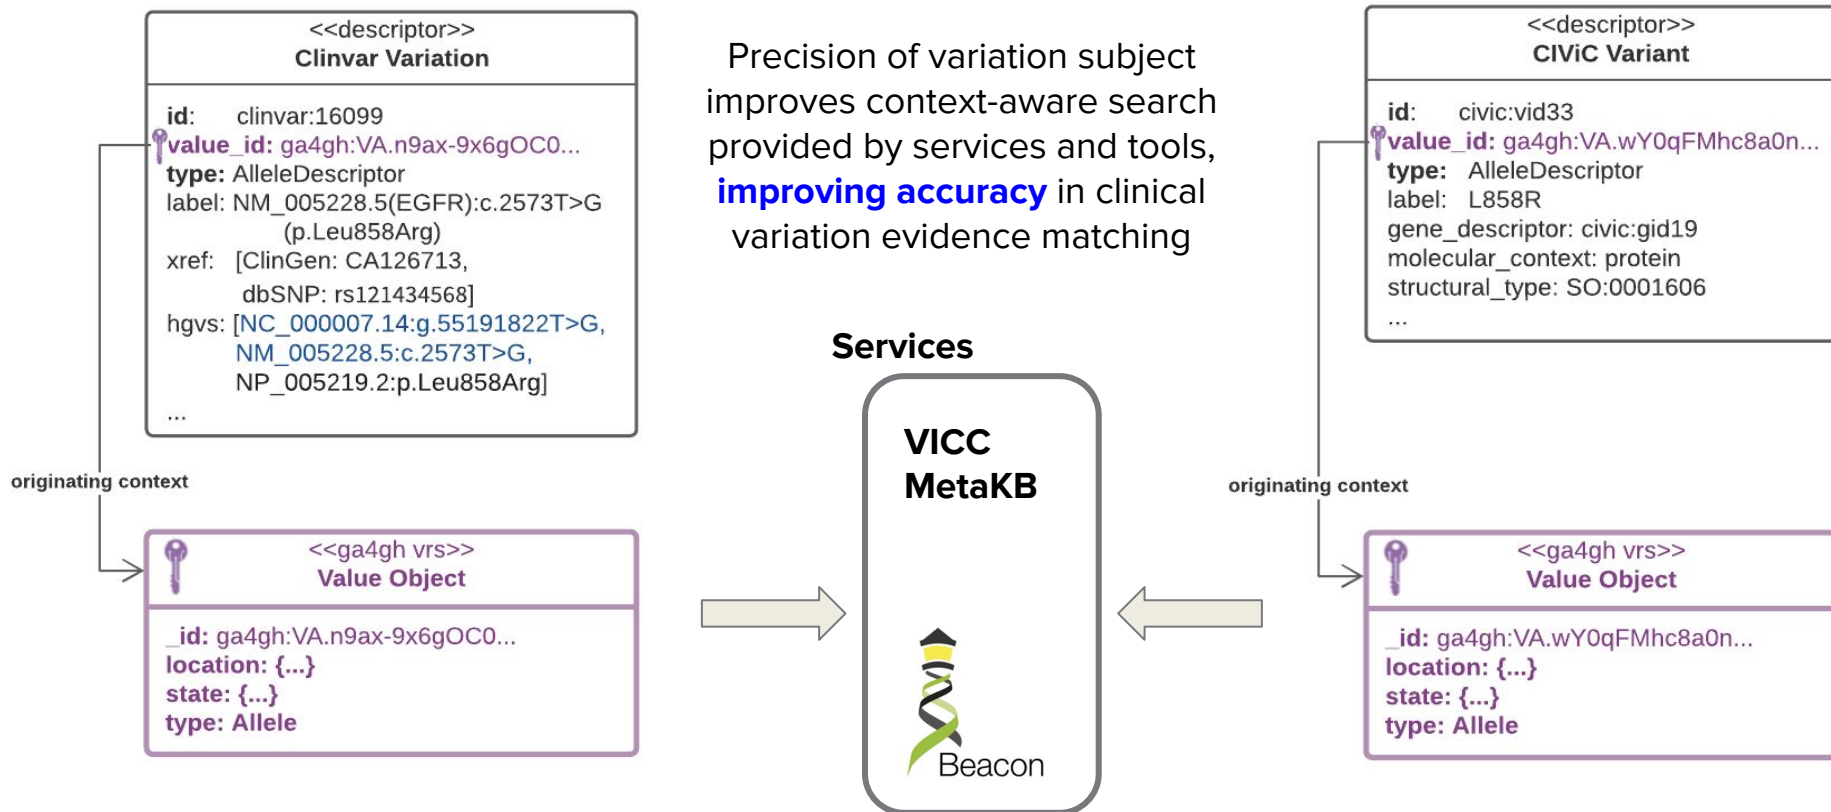 <<descriptor>>
Clinvar Variation
id: clinvar:16099
value_id: ga4gh:VA.n9ax-9x6gOC0...
type: AlleleDescriptor
label: NM_005228.5(EGFR):c.2573T>G
(p.Leu858Arg)
xref: [ClinGen: CA126713,
dbSNP: rs121434568]
hgvs: [NC_000007.14:g.55191822T>G,
NM_005228.5:c.2573T>G,
NP_005219.2:p.Leu858Arg]
...
originating context
<<ga4gh vrs>>
Value Object
_id: ga4gh:VA.n9ax-9x6gOC0...
location: {...}
state: {...}
type: Allele
Precision of variation subject
improves context-aware search
provided by services and tools,
improving accuracy in clinical
variation evidence matching
Services
VICC
MetaKB
Beacon
<<descriptor>>
CIViC Variant
id: civic:vid33
value_id: ga4gh:VA.wY0qFMhc8a0n...
type: AlleleDescriptor
label: L858R
gene_descriptor: civic:gid19
molecular_context: protein
structural_type: SO:0001606
...
originating context
<<ga4gh vrs>>
Value Object
_id: ga4gh:VA.wY0qFMhc8a0n...
location: {...}
state: {...}
type: Allele